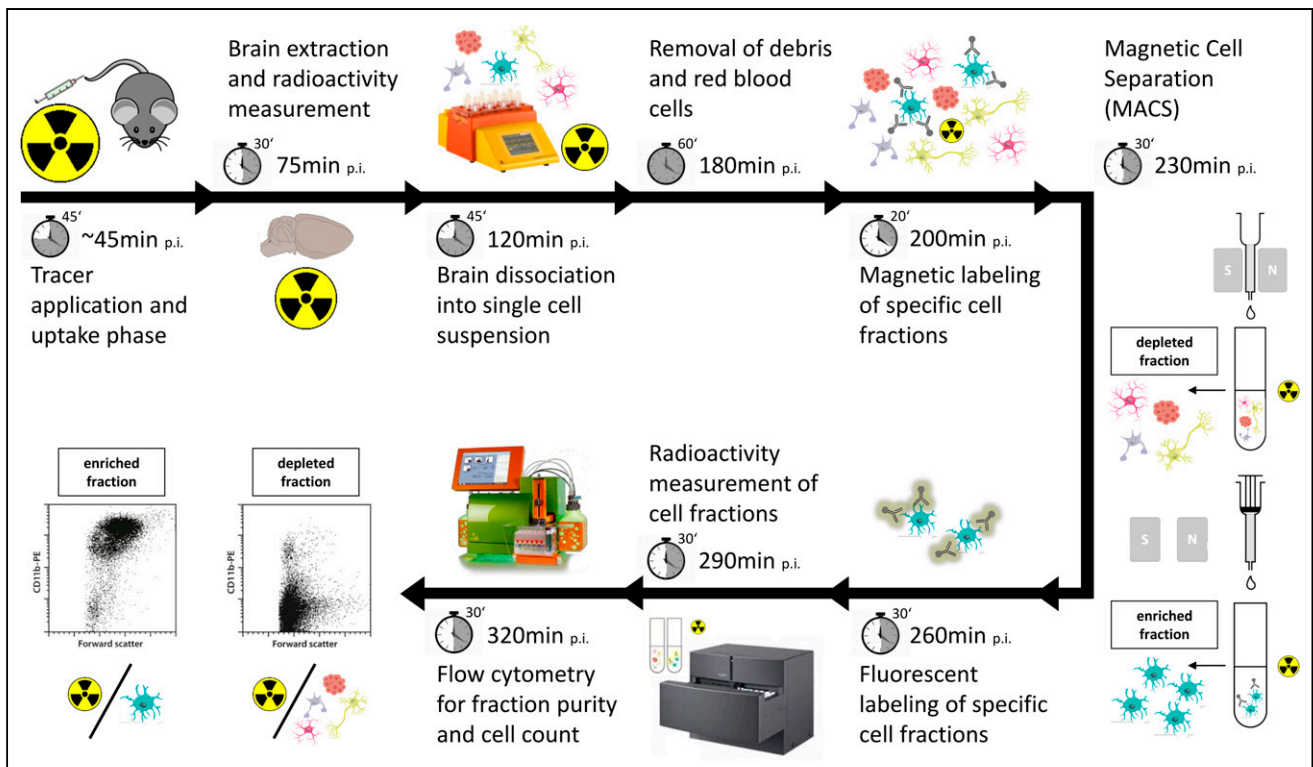 Brain extraction
and radioactivity
measurement
30‘
75min p.i.
Removal of debris
and red blood
cells
60‘
180min p.i.
Magnetic Cell
Separation
(MACS)
30‘
230min p.i.
45‘
~45min p.i.
Tracer
application and
uptake phase
45‘
120min p.i.
Brain dissociation
into single cell
suspension
20‘
200min p.i.
Magnetic labeling
of specific cell
fractions
S
N
depleted
fraction
S
N
enriched
fraction
30‘
260min p.i.
Fluorescent
labeling of specific
cell fractions
Radioactivity
measurement of
cell fractions
30‘
290min p.i.
30‘
320min p.i.
Flow cytometry
for fraction purity
and cell count
enriched
fraction
CD11b-PE
Forward scatter
depleted
fraction
CD11b-PE
Forward scatter